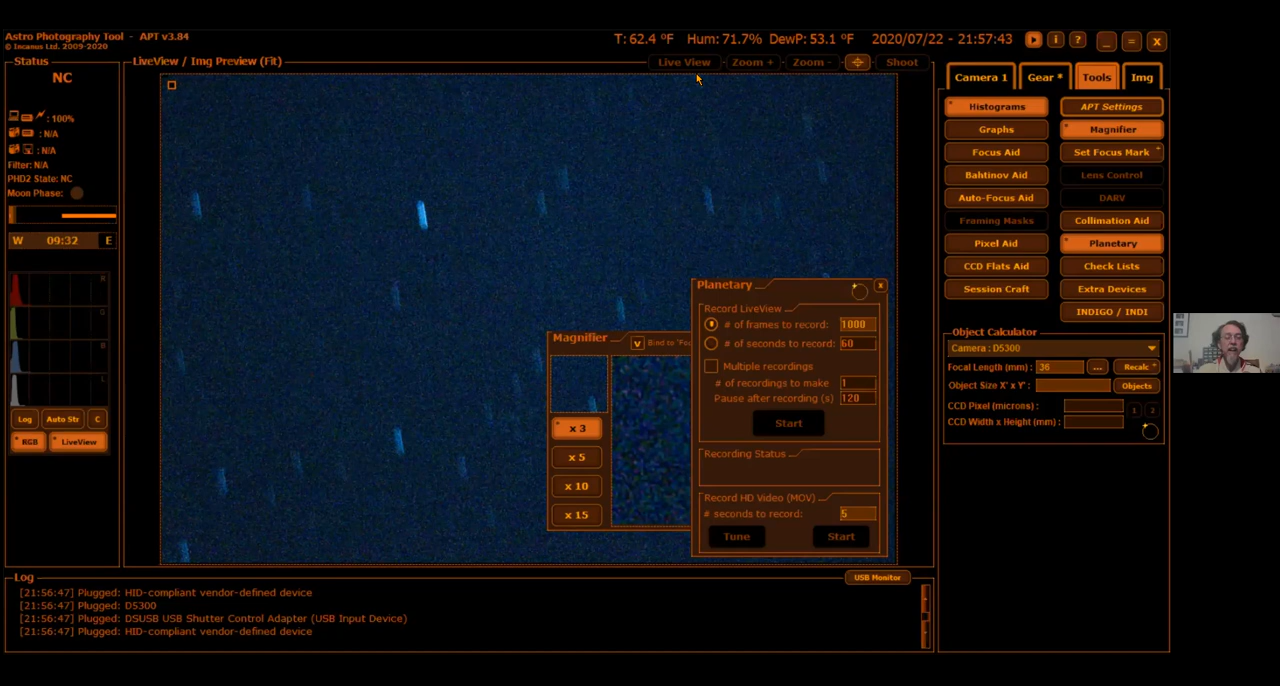 Astro Photography Tool - APT v3.84
© Incanus Ltd. 2009-2020
T: 62.4 °F Hum: 71.7% DewP: 53.1 °F 2020/07/22 - 21:57:43
i ? _ = X
Status
NC
: 100%
: N/A
: N/A
Filter: N/A
PHD2 State: NC
Moon Phase:
W 09:32 E
R
G
B
L
Log Auto Str C
RGB LiveView
LiveView / Img Preview (Fit)
Live View Zoom + Zoom - Shoot
Magnifier
v Bind to "Foc
x 3
x 5
x 10
x 15
Planetary x
Record LiveView
# of frames to record: 1000
# of seconds to record: 60
Multiple recordings
# of recordings to make 1
Pause after recording (s) 120
Start
Recording Status
Record HD Video (MOV)
# seconds to record: 5
Tune Start
Camera 1 Gear * Tools Img
Histograms APT Settings
Graphs Magnifier
Focus Aid Set Focus Mark
Bahtinov Aid Lens Control
Auto-Focus Aid DARV
Framing Masks Collimation Aid
Pixel Aid Planetary
CCD Flats Aid Check Lists
Session Craft Extra Devices
INDIGO / INDI
Object Calculator
Camera : D5300
Focal Length (mm) : 36 ... Recalc
Object Size X' x Y' : Objects
CCD Pixel (microns) : 1 2
CCD Width x Height (mm) :
Log
USB Monitor
[21:56:47] Plugged: HID-compliant vendor-defined device
[21:56:47] Plugged: D5300
[21:56:47] Plugged: DSUSB USB Shutter Control Adapter (USB Input Device)
[21:56:47] Plugged: HID-compliant vendor-defined device